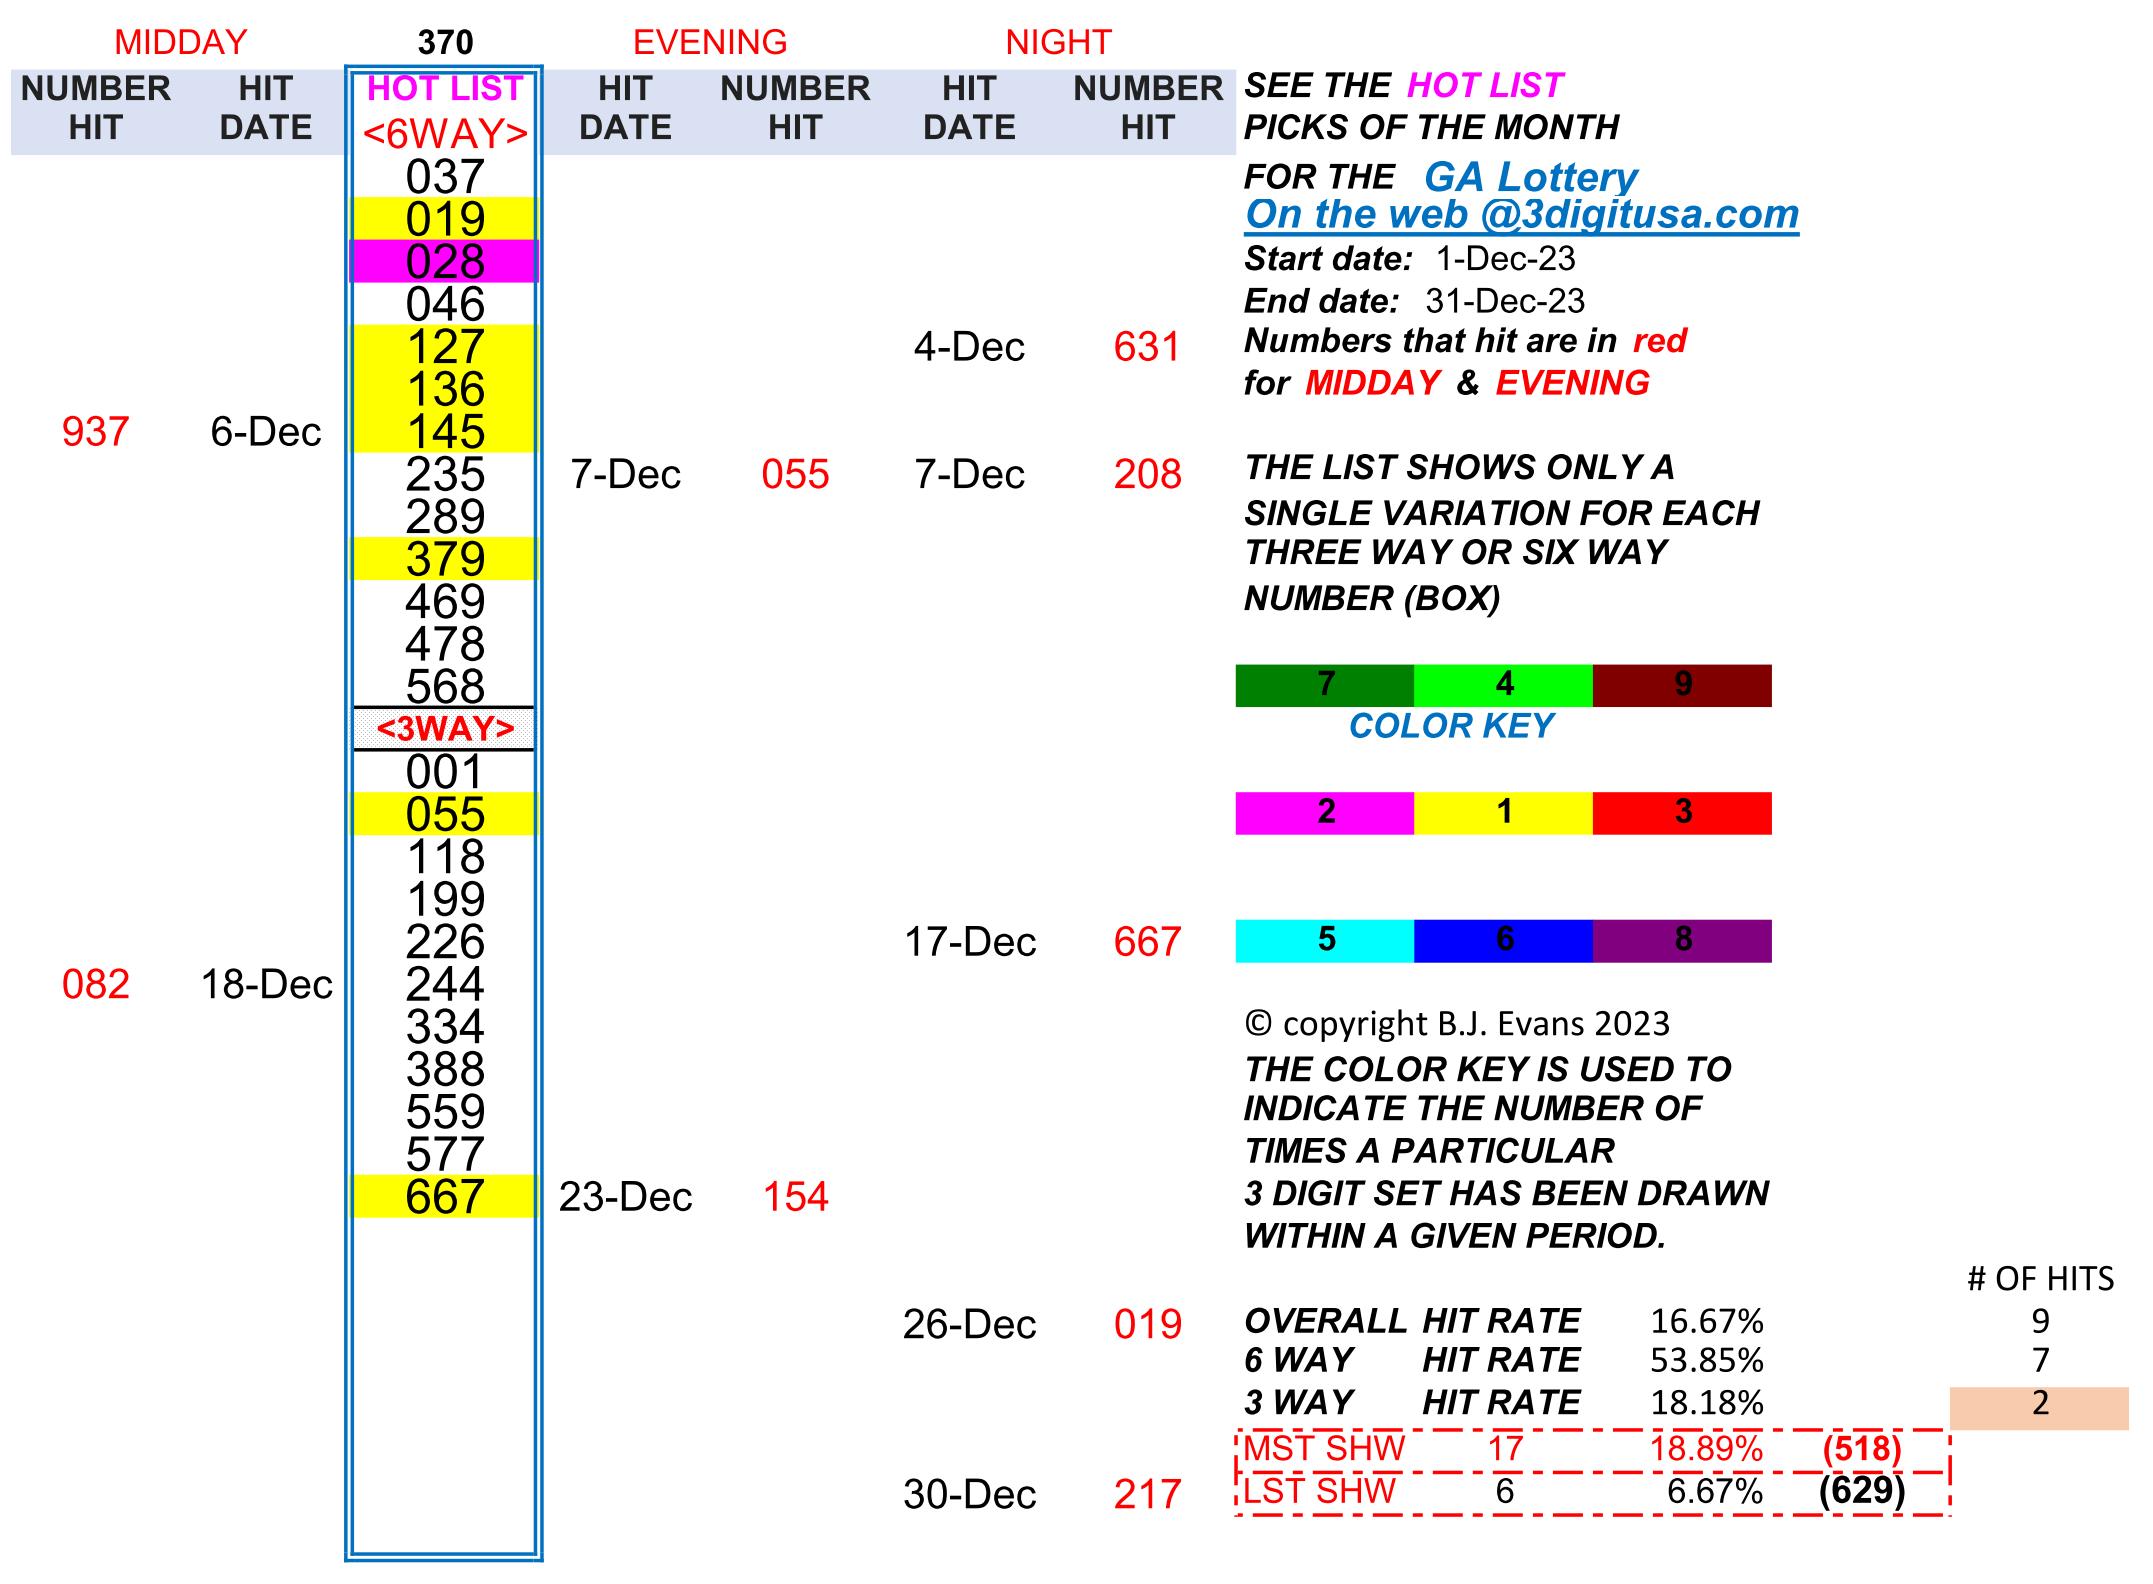 MIDDAY 370 EVENING NIGHT
NUMBER HIT HOT LIST HIT NUMBER HIT NUMBER SEE THE HOT LIST
HIT DATE <6WAY> DATE HIT DATE HIT PICKS OF THE MONTH
037 FOR THE GA Lottery
019 On the web @3digitusa.com
028 Start date: 1-Dec-23
046 End date: 31-Dec-23
127 4-Dec 631 Numbers that hit are in red
136 for MIDDAY & EVENING
937 6-Dec 145
235 7-Dec 055 7-Dec 208 THE LIST SHOWS ONLY A
289 SINGLE VARIATION FOR EACH
379 THREE WAY OR SIX WAY
469 NUMBER (BOX)
478
568 7 4 9
<3WAY> COLOR KEY
001
055 2 1 3
118
199
226 17-Dec 667 5 6 8
082 18-Dec 244
334 © copyright B.J. Evans 2023
388 THE COLOR KEY IS USED TO
559 INDICATE THE NUMBER OF
577 TIMES A PARTICULAR
667 23-Dec 154 3 DIGIT SET HAS BEEN DRAWN
WITHIN A GIVEN PERIOD.
# OF HITS
26-Dec 019 OVERALL HIT RATE 16.67% 9
6 WAY HIT RATE 53.85% 7
3 WAY HIT RATE 18.18% 2
MST SHW 17 18.89% (518)
30-Dec 217 LST SHW 6 6.67% (629)